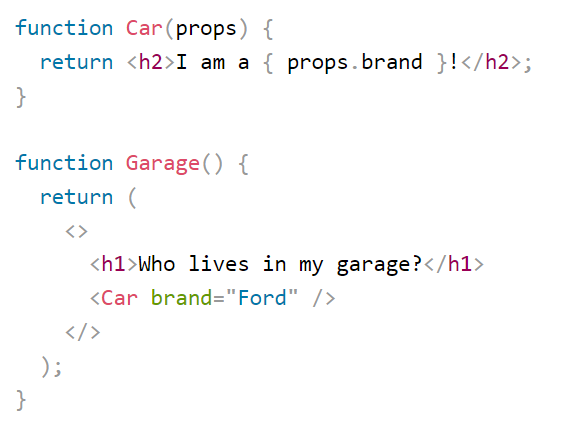 function Car(props) {
  return <h2>I am a { props.brand }!</h2>;
}

function Garage() {
  return (
    <>
      <h1>Who lives in my garage?</h1>
      <Car brand="Ford" />
    </>
  );
}